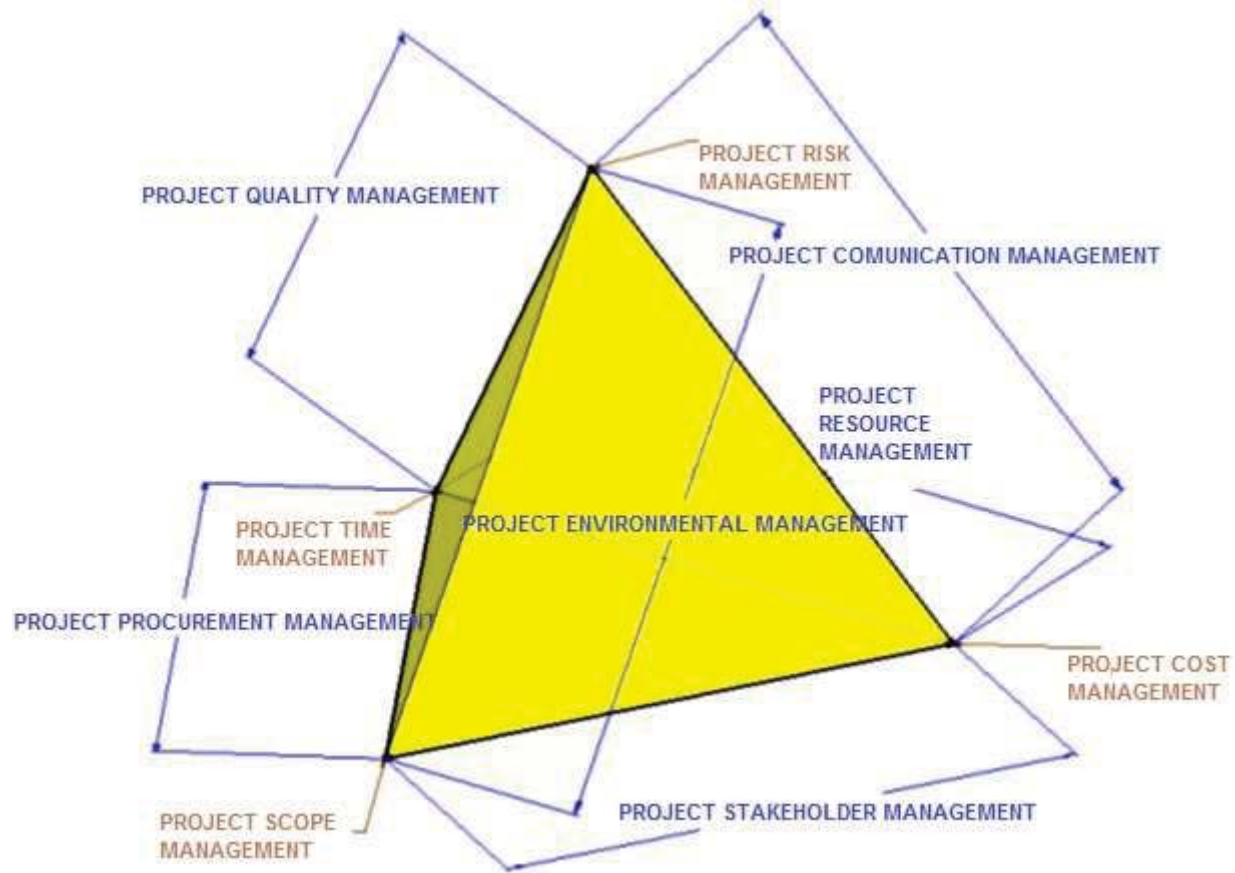 PROJECT RISK
MANAGEMENT
PROJECT QUALITY MANAGEMENT
PROJECT COMUNICATION MANAGEMENT
PROJECT
RESOURCE
MANAGEMENT
PROJECT TIME
MANAGEMENT
PROJECT ENVIRONMENTAL MANAGEMENT
PROJECT PROCUREMENT MANAGEMENT
PROJECT COST
MANAGEMENT
PROJECT SCOPE
MANAGEMENT
PROJECT STAKEHOLDER MANAGEMENT